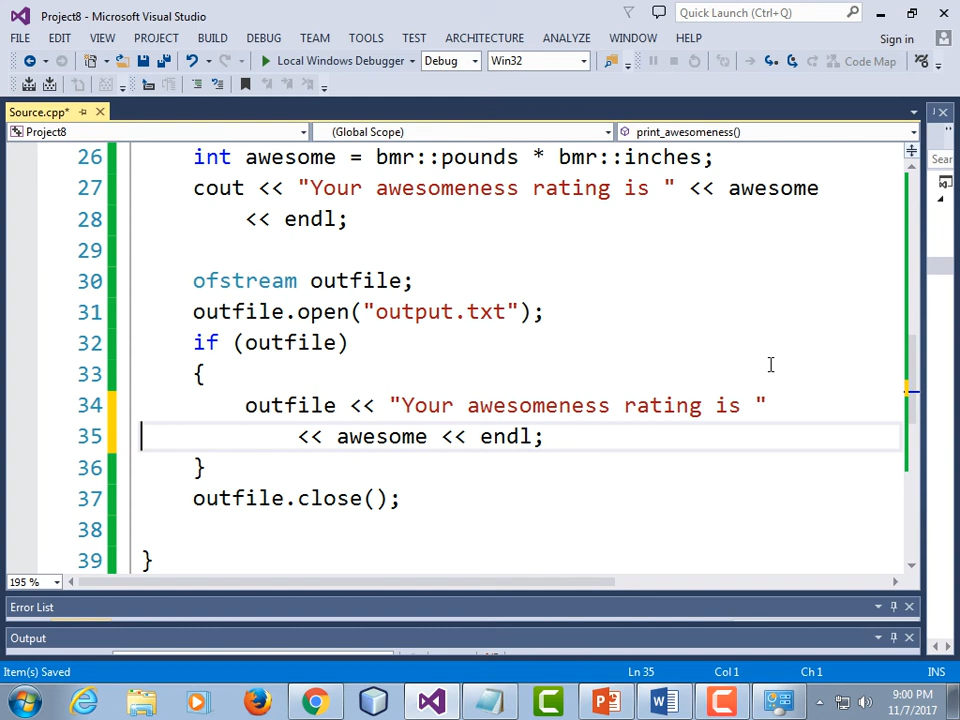 Project8 - Microsoft Visual Studio
Quick Launch (Ctrl+Q)
FILE EDIT VIEW PROJECT BUILD DEBUG TEAM TOOLS TEST ARCHITECTURE ANALYZE WINDOW HELP Sign in
Local Windows Debugger Debug Win32 Code Map
Source.cpp*
Project8 (Global Scope) print_awesomeness()
Sear
26 int awesome = bmr::pounds * bmr::inches;
27 cout << "Your awesomeness rating is " << awesome
28 << endl;
29
30 ofstream outfile;
31 outfile.open("output.txt");
32 if (outfile)
33 {
34 outfile << "Your awesomeness rating is "
35 << awesome << endl;
36 }
37 outfile.close();
38
39 }
195 %
Error List
Output
Item(s) Saved Ln 35 Col 1 Ch 1 INS
9:00 PM
11/7/2017